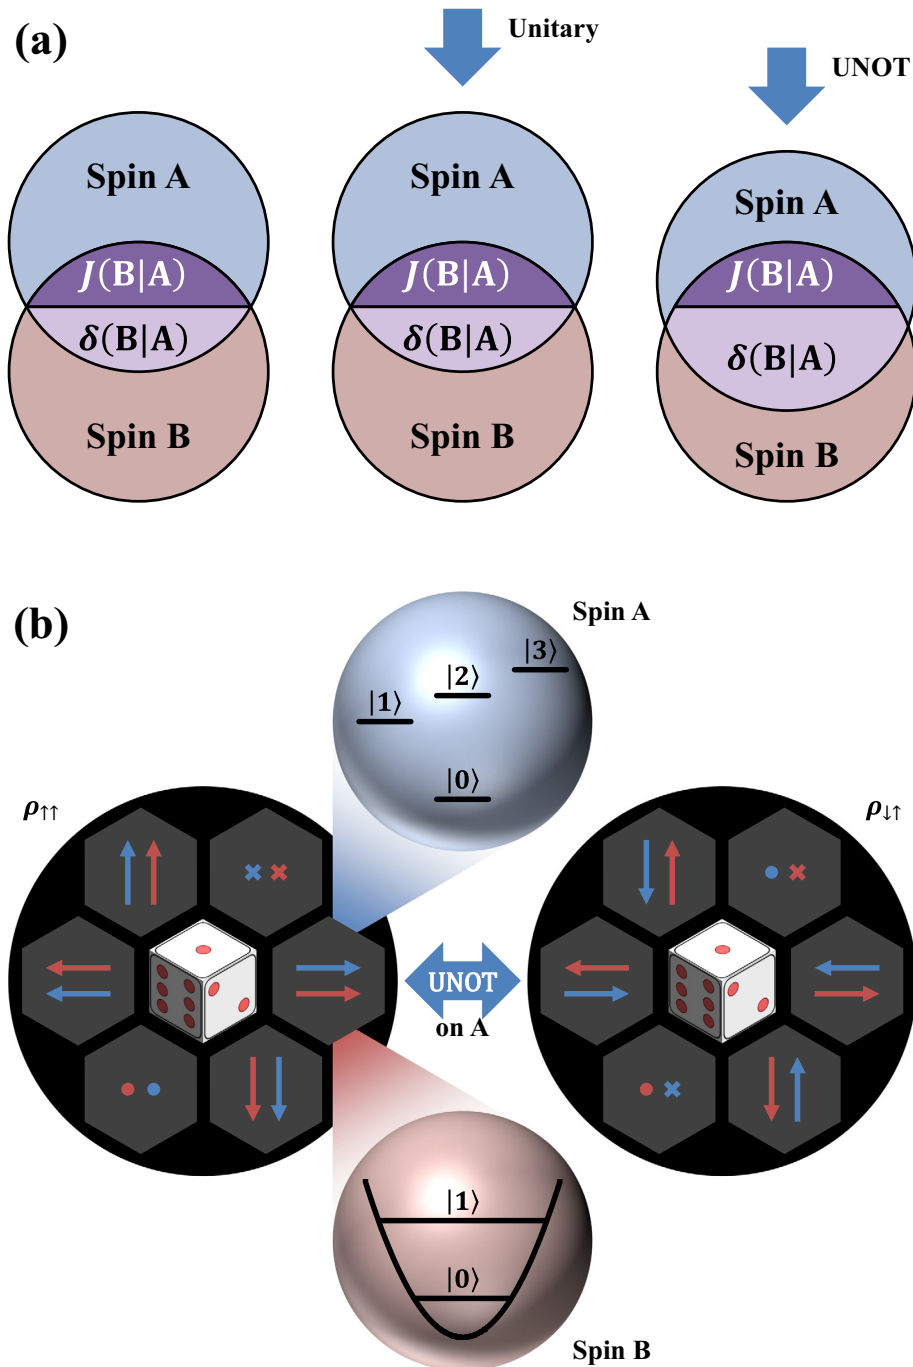 (a)
Unitary
UNOT
Spin A
J(B|A)
δ(B|A)
Spin B
Spin A
J(B|A)
δ(B|A)
Spin B
Spin A
J(B|A)
δ(B|A)
Spin B
(b)
Spin A
|3⟩
|2⟩
|1⟩
|0⟩
ρ↑↑
ρ↓↑
UNOT
on A
|1⟩
|0⟩
Spin B